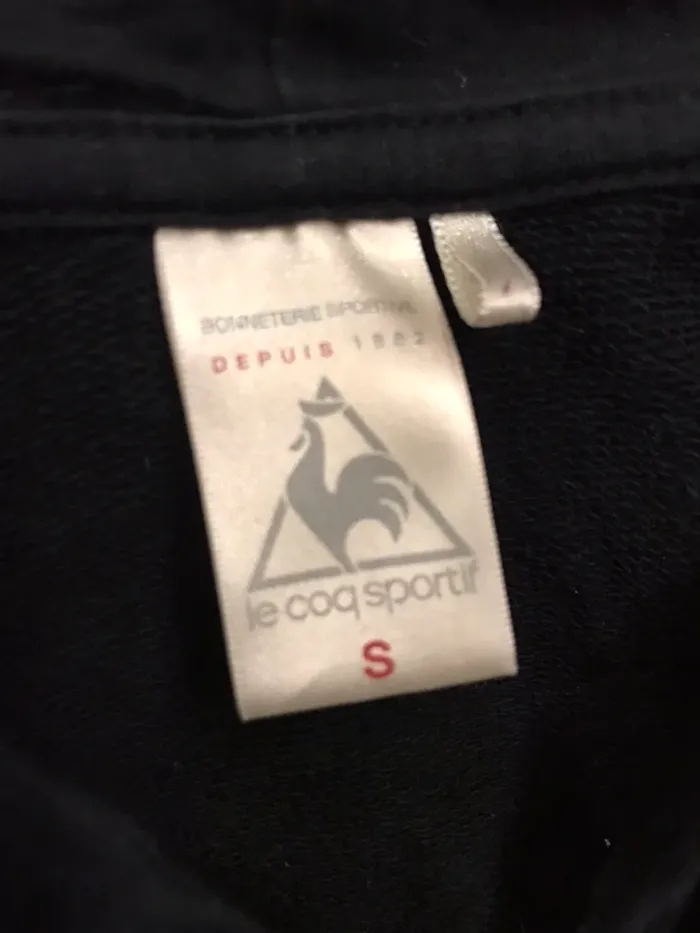 BONNETERIE SPORTIVE
DEPUIS 1882
le coq sportif
S